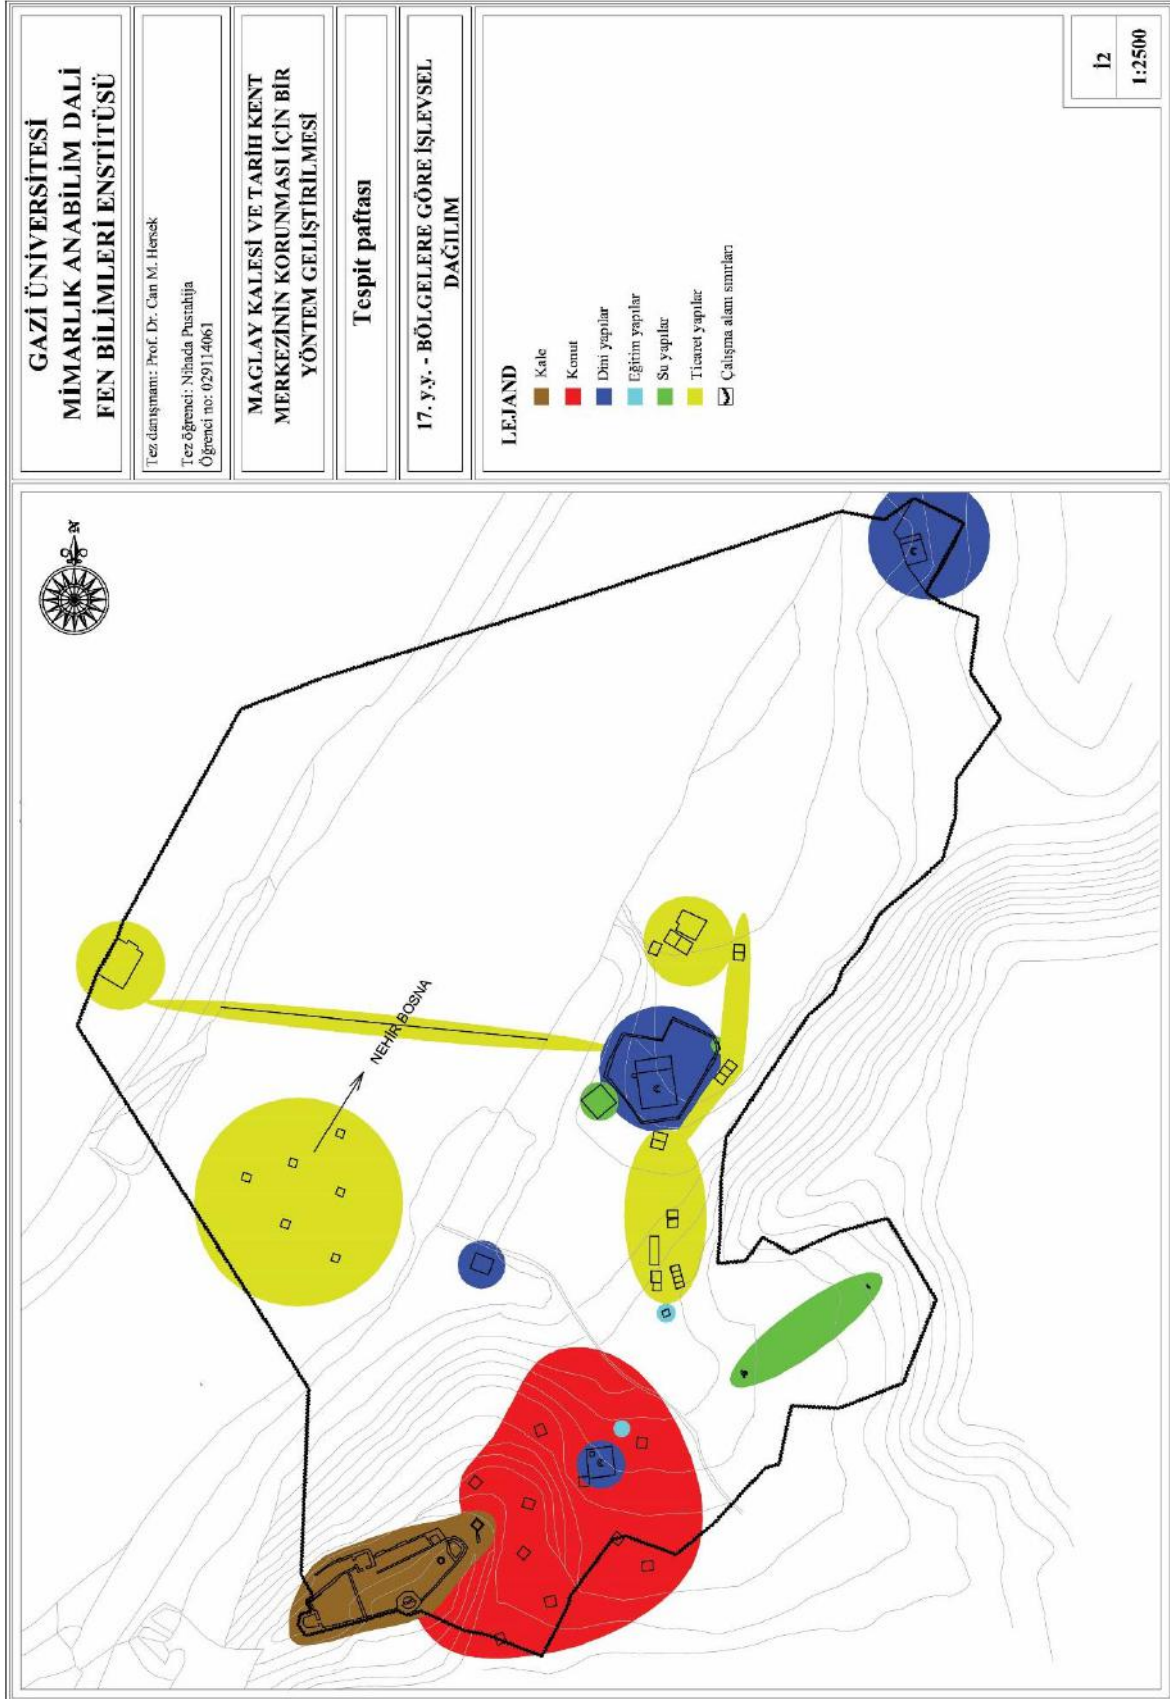 GAZİ ÜNİVERSİTESİ
MİMARLIK ANABİLİM DALİ
FEN BİLİMLERİ ENSTİTÜSÜ
Tez danışmanı: Prof. Dr. Can M. Hersek
Tez öğrenci: Nihada Pustahija
Öğrenci no: 029114061
MAGLAY KALESİ VE TARİH KENT
MERKEZİNİN KORUNMASI İÇİN BİR
YÖNTEM GELİŞTİRİLMESİ
Tespit paftası
17. y.y. - BÖLGELERE GÖRE İŞLEVSEL
DAĞILIM
LEJAND
Kale
Konut
Dini yapılar
Eğitim yapılar
Su yapılar
Ticaret yapılar
Çalışma alanı sınırları
İ2
1:2500
N
NEHİR BOSNA